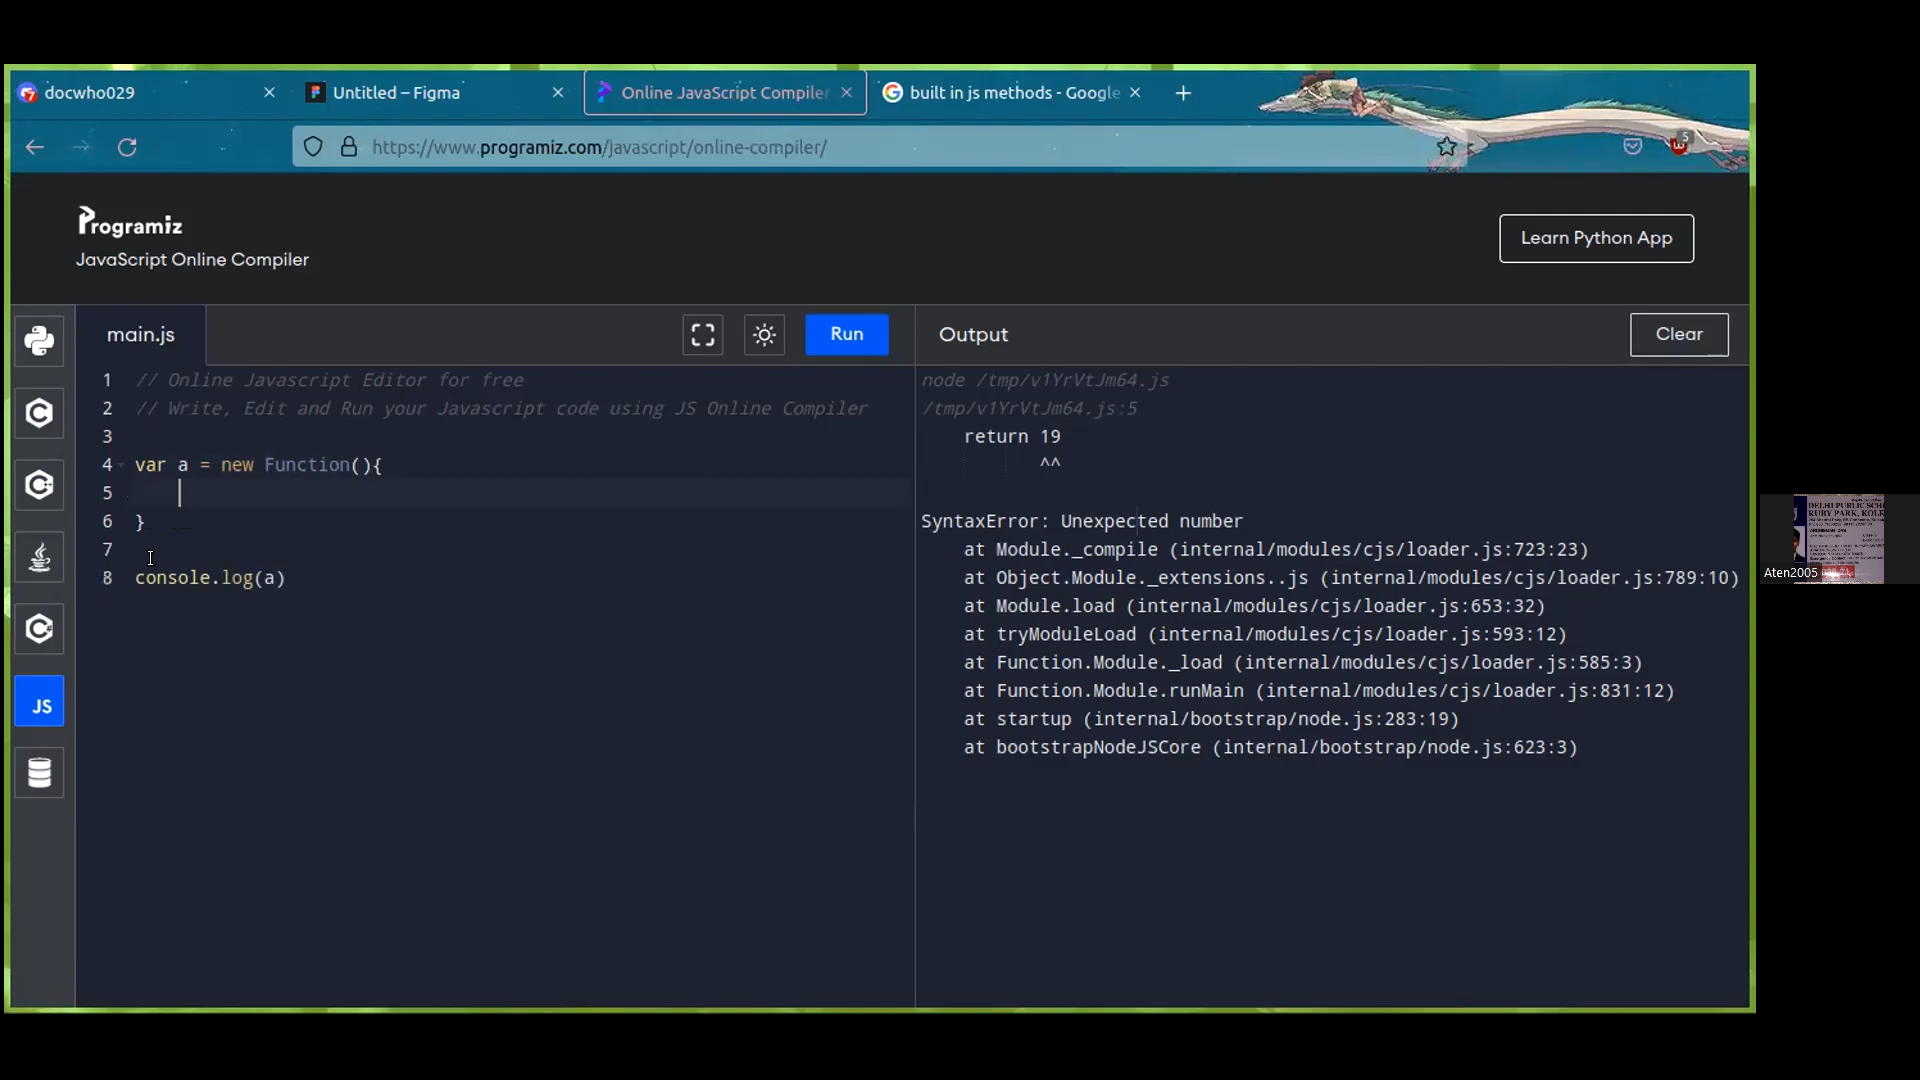 docwho029
Untitled – Figma
Online JavaScript Compiler
built in js methods - Google
https://www.programiz.com/javascript/online-compiler/
5
Programiz
JavaScript Online Compiler
Learn Python App
main.js
Run
Output
Clear
1 // Online Javascript Editor for free
2 // Write, Edit and Run your Javascript code using JS Online Compiler
3
4 var a = new Function(){
5
6 }
7
8 console.log(a)
JS
node /tmp/v1YrVtJm64.js
/tmp/v1YrVtJm64.js:5
return 19
^^
SyntaxError: Unexpected number
at Module._compile (internal/modules/cjs/loader.js:723:23)
at Object.Module._extensions..js (internal/modules/cjs/loader.js:789:10)
at Module.load (internal/modules/cjs/loader.js:653:32)
at tryModuleLoad (internal/modules/cjs/loader.js:593:12)
at Function.Module._load (internal/modules/cjs/loader.js:585:3)
at Function.Module.runMain (internal/modules/cjs/loader.js:831:12)
at startup (internal/bootstrap/node.js:283:19)
at bootstrapNodeJSCore (internal/bootstrap/node.js:623:3)
DELHI PUBLIC
RUBY PARK,
Aten2005